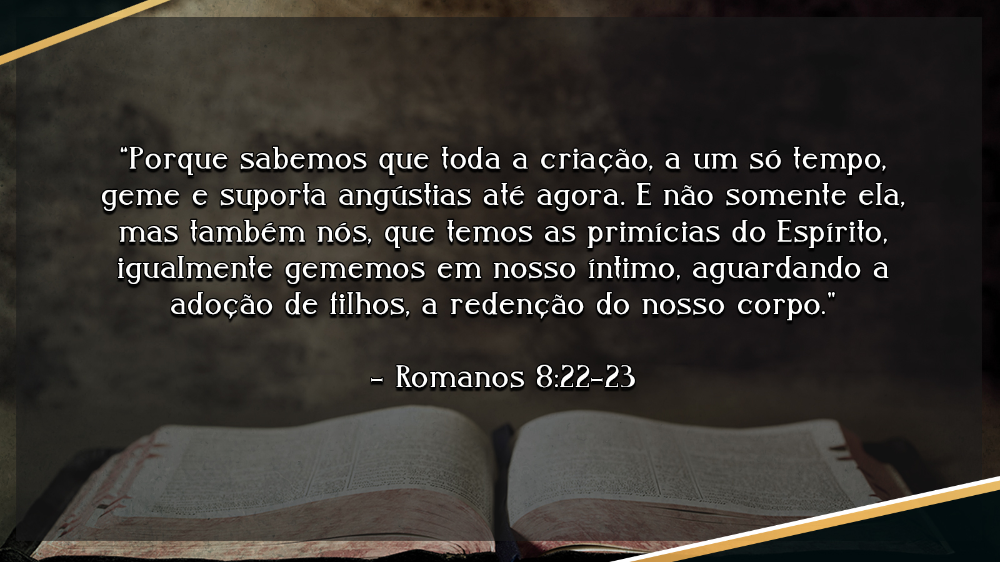 “Porque sabemos que toda a criação, a um só tempo,
geme e suporta angústias até agora. E não somente ela,
mas também nós, que temos as primícias do Espírito,
igualmente gememos em nosso íntimo, aguardando a
adoção de filhos, a redenção do nosso corpo.”
- Romanos 8:22-23